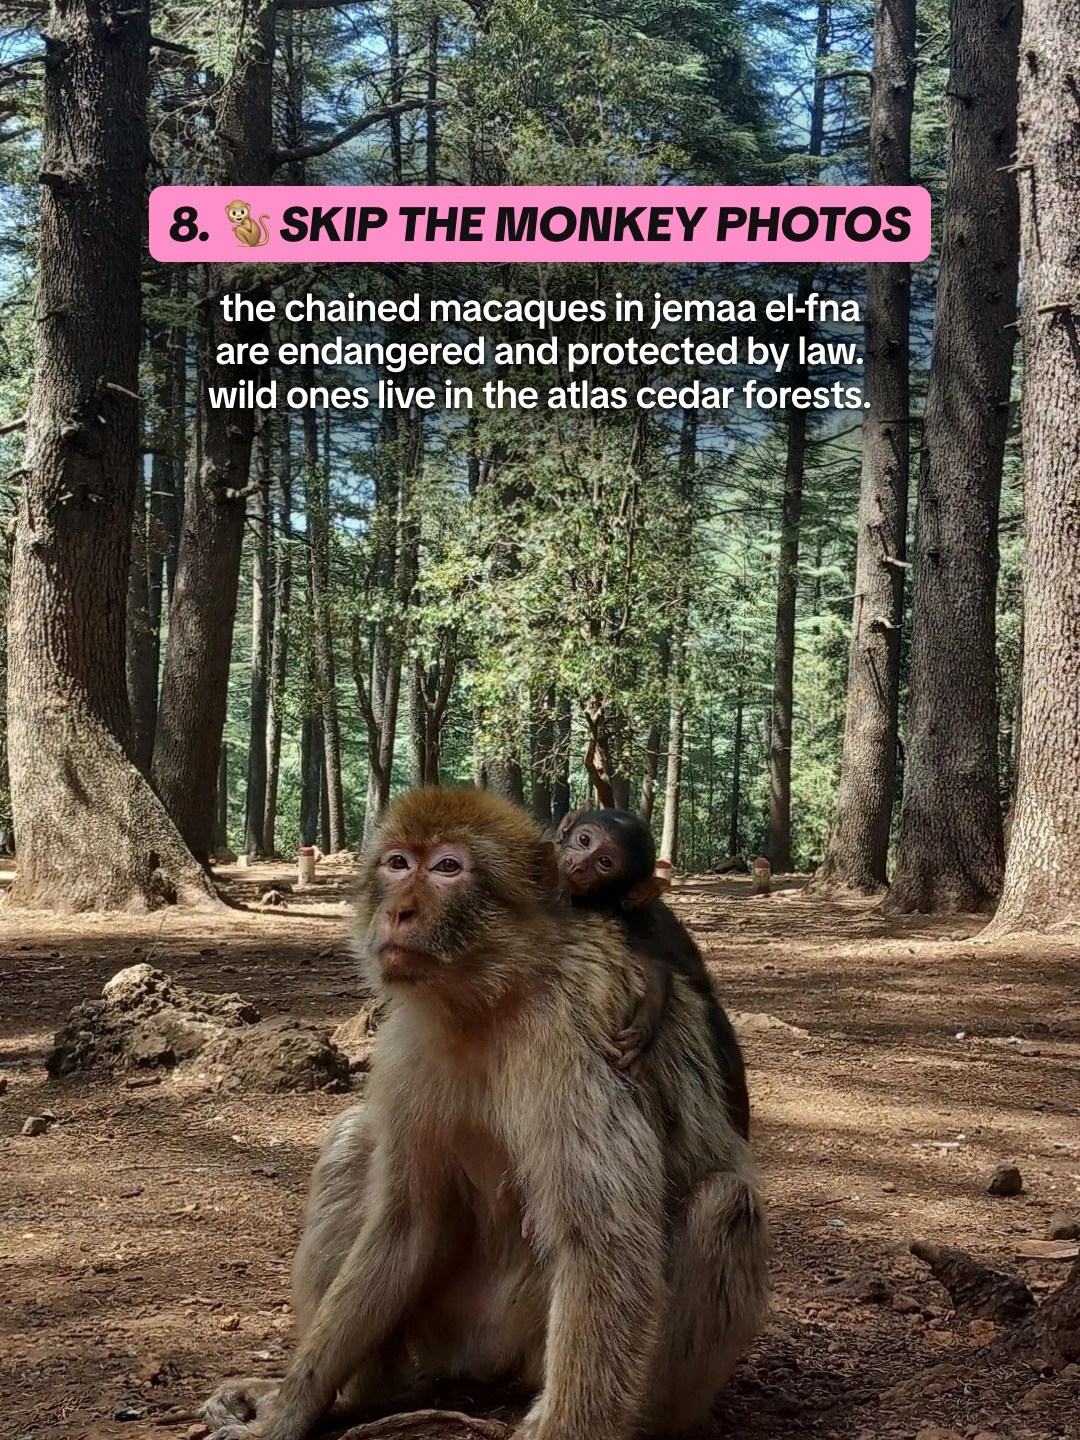 8. 🐒 SKIP THE MONKEY PHOTOS
the chained macaques in jemaa el-fna
are endangered and protected by law.
wild ones live in the atlas cedar forests.